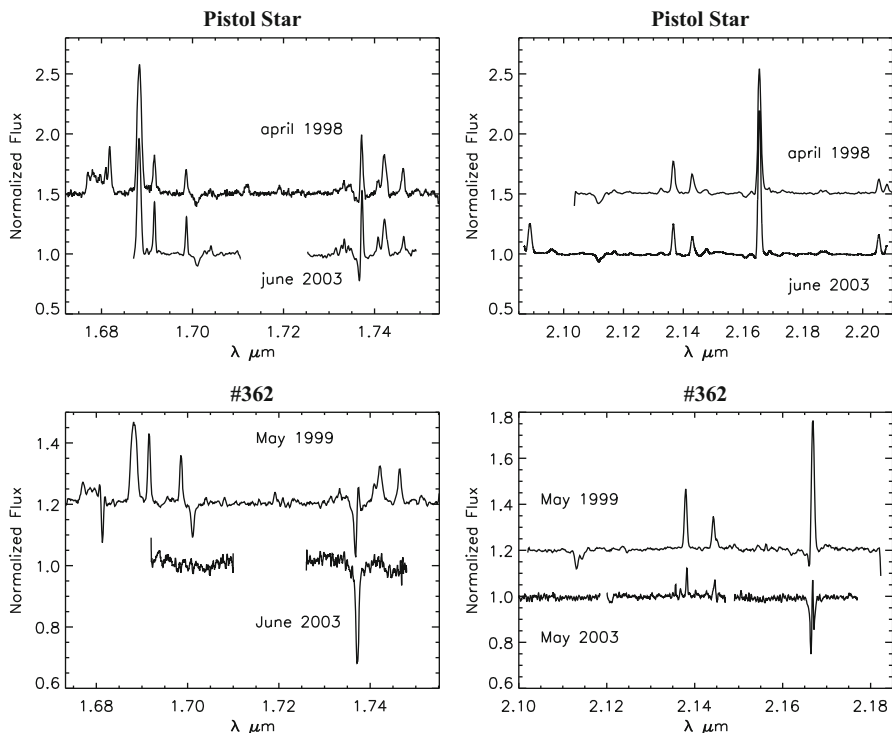 Pistol Star
Normalized Flux
2.5
2.0
1.5
1.0
0.5
april 1998
june 2003
1.68
1.70
1.72
1.74
λ μm
Pistol Star
Normalized Flux
2.5
2.0
1.5
1.0
0.5
april 1998
june 2003
2.10
2.12
2.14
2.16
2.18
2.20
λ μm
#362
Normalized Flux
1.4
1.2
1.0
0.8
0.6
May 1999
June 2003
1.68
1.70
1.72
1.74
λ μm
#362
Normalized Flux
1.8
1.6
1.4
1.2
1.0
0.8
0.6
May 1999
May 2003
2.10
2.12
2.14
2.16
2.18
λ μm